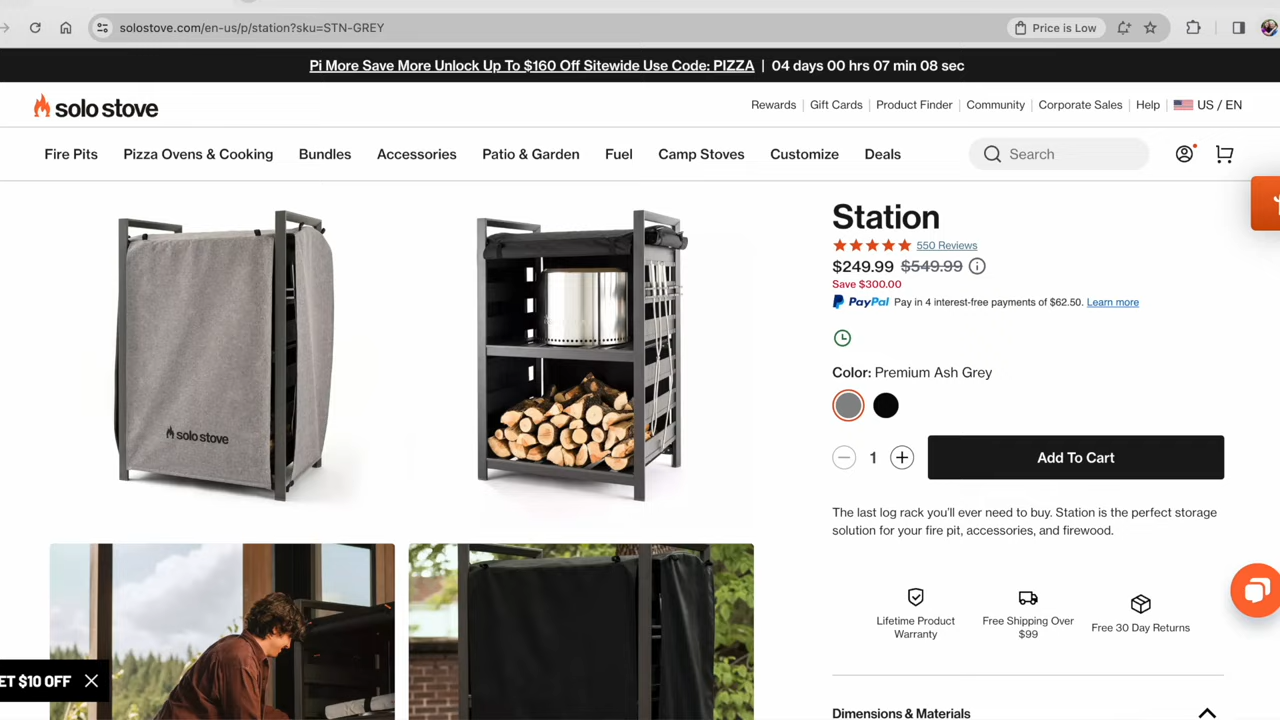 solostove.com/en-us/p/station?sku=STN-GREY
Price is Low
Pi More Save More Unlock Up To $160 Off Sitewide Use Code: PIZZA | 04 days 00 hrs 07 min 08 sec
solo stove
Rewards | Gift Cards | Product Finder | Community | Corporate Sales | Help | US / EN
Fire Pits Pizza Ovens & Cooking Bundles Accessories Patio & Garden Fuel Camp Stoves Customize Deals Search
Station
550 Reviews
$249.99 $549.99
Save $300.00
PayPal Pay in 4 interest-free payments of $62.50. Learn more
Color: Premium Ash Grey
solo stove
1 Add To Cart
The last log rack you'll ever need to buy. Station is the perfect storage
solution for your fire pit, accessories, and firewood.
Lifetime Product
Warranty
Free Shipping Over
$99
Free 30 Day Returns
ET $10 OFF
Dimensions & Materials